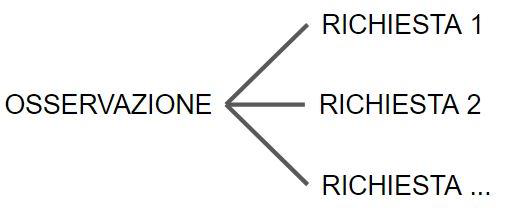 RICHIESTA 1
OSSERVAZIONE
RICHIESTA 2
RICHIESTA ...